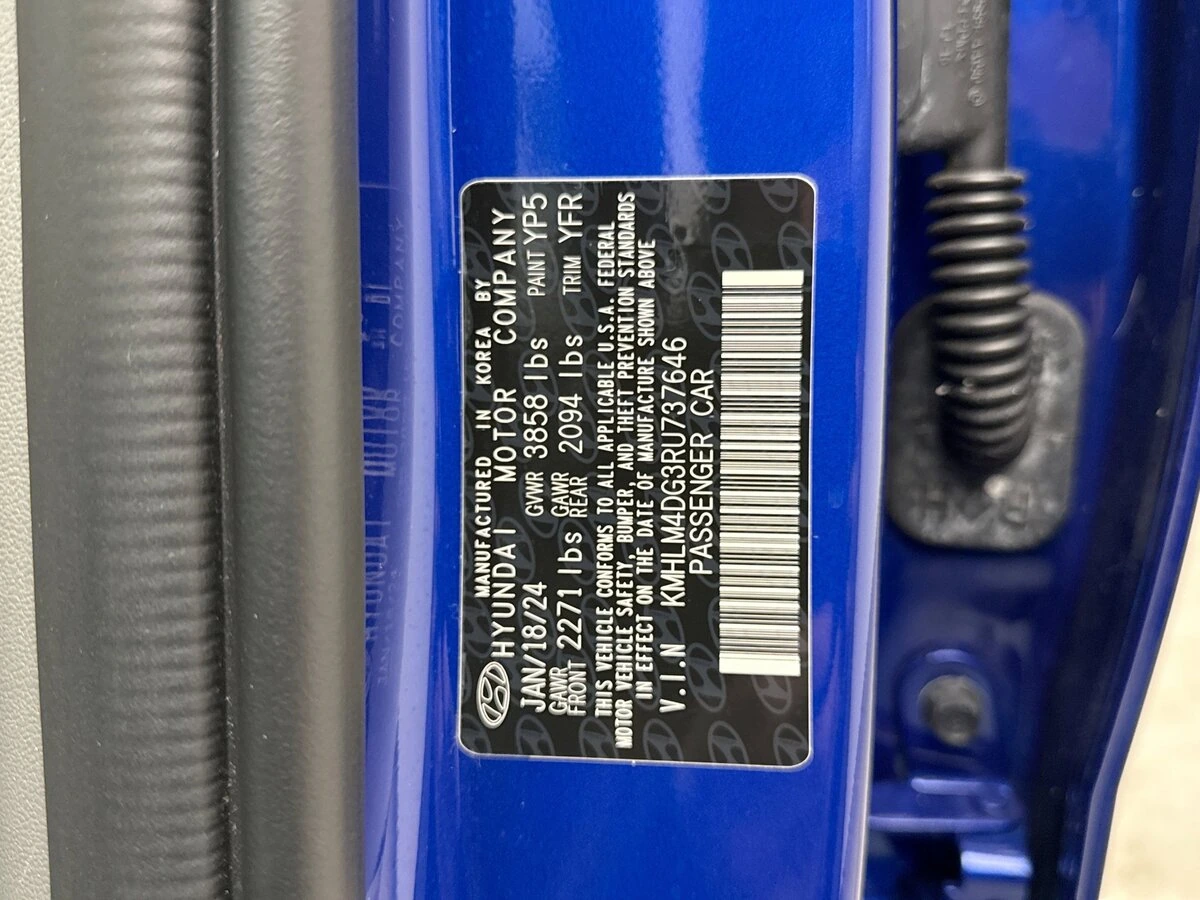 MANUFACTURED IN KOREA BY
HYUNDAI MOTOR COMPANY
JAN/18/24 GVWR 3858 lbs PAINT YP5
GAWR FRONT 2271 lbs GAWR REAR 2094 lbs TRIM YFR
THIS VEHICLE CONFORMS TO ALL APPLICABLE U.S.A. FEDERAL
MOTOR VEHICLE SAFETY, BUMPER, AND THEFT PREVENTION STANDARDS
IN EFFECT ON THE DATE OF MANUFACTURE SHOWN ABOVE
V.I.N KMHLM4DG3RU737646
PASSENGER CAR